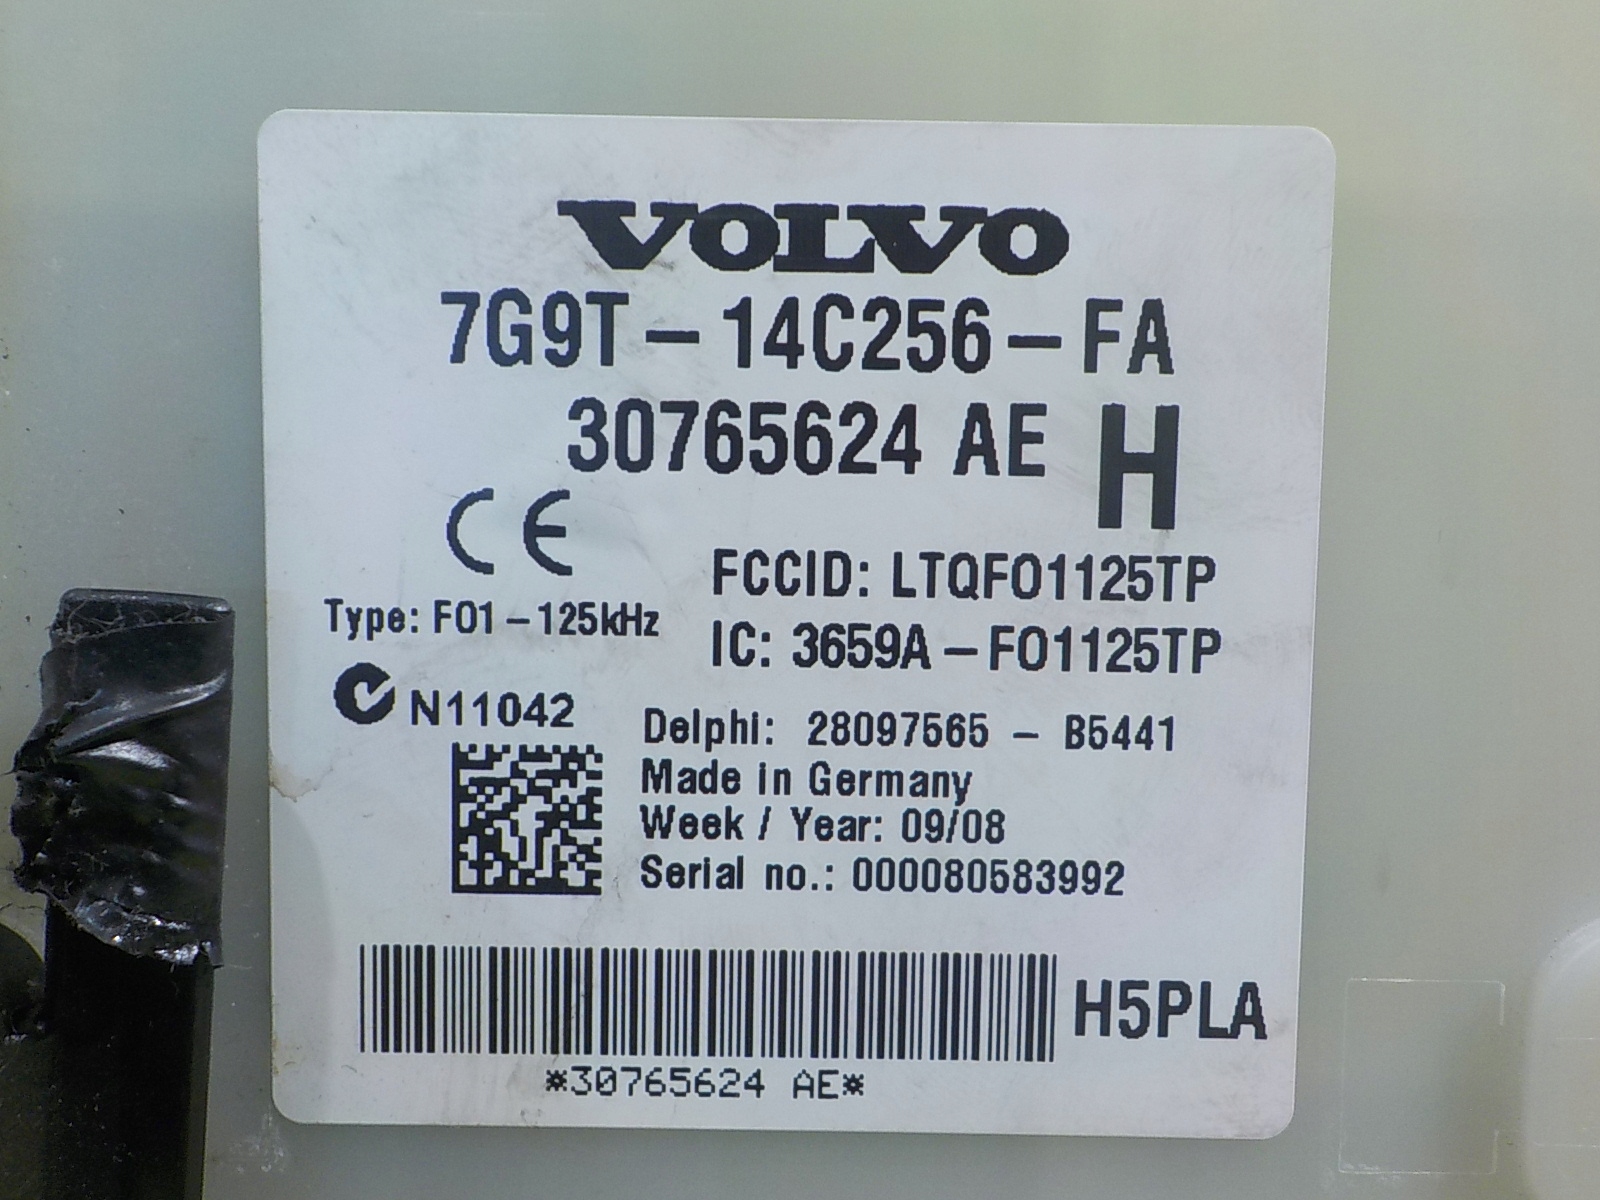 VOLVO
7G9T-14C256-FA
30765624 AE H
CE
FCCID: LTQFO1125TP
Type: FO1-125kHz
IC: 3659A-FO1125TP
N11042
Delphi: 28097565 - B5441
Made in Germany
Week / Year: 09/08
Serial no.: 000080583992
H5PLA
*30765624 AE*